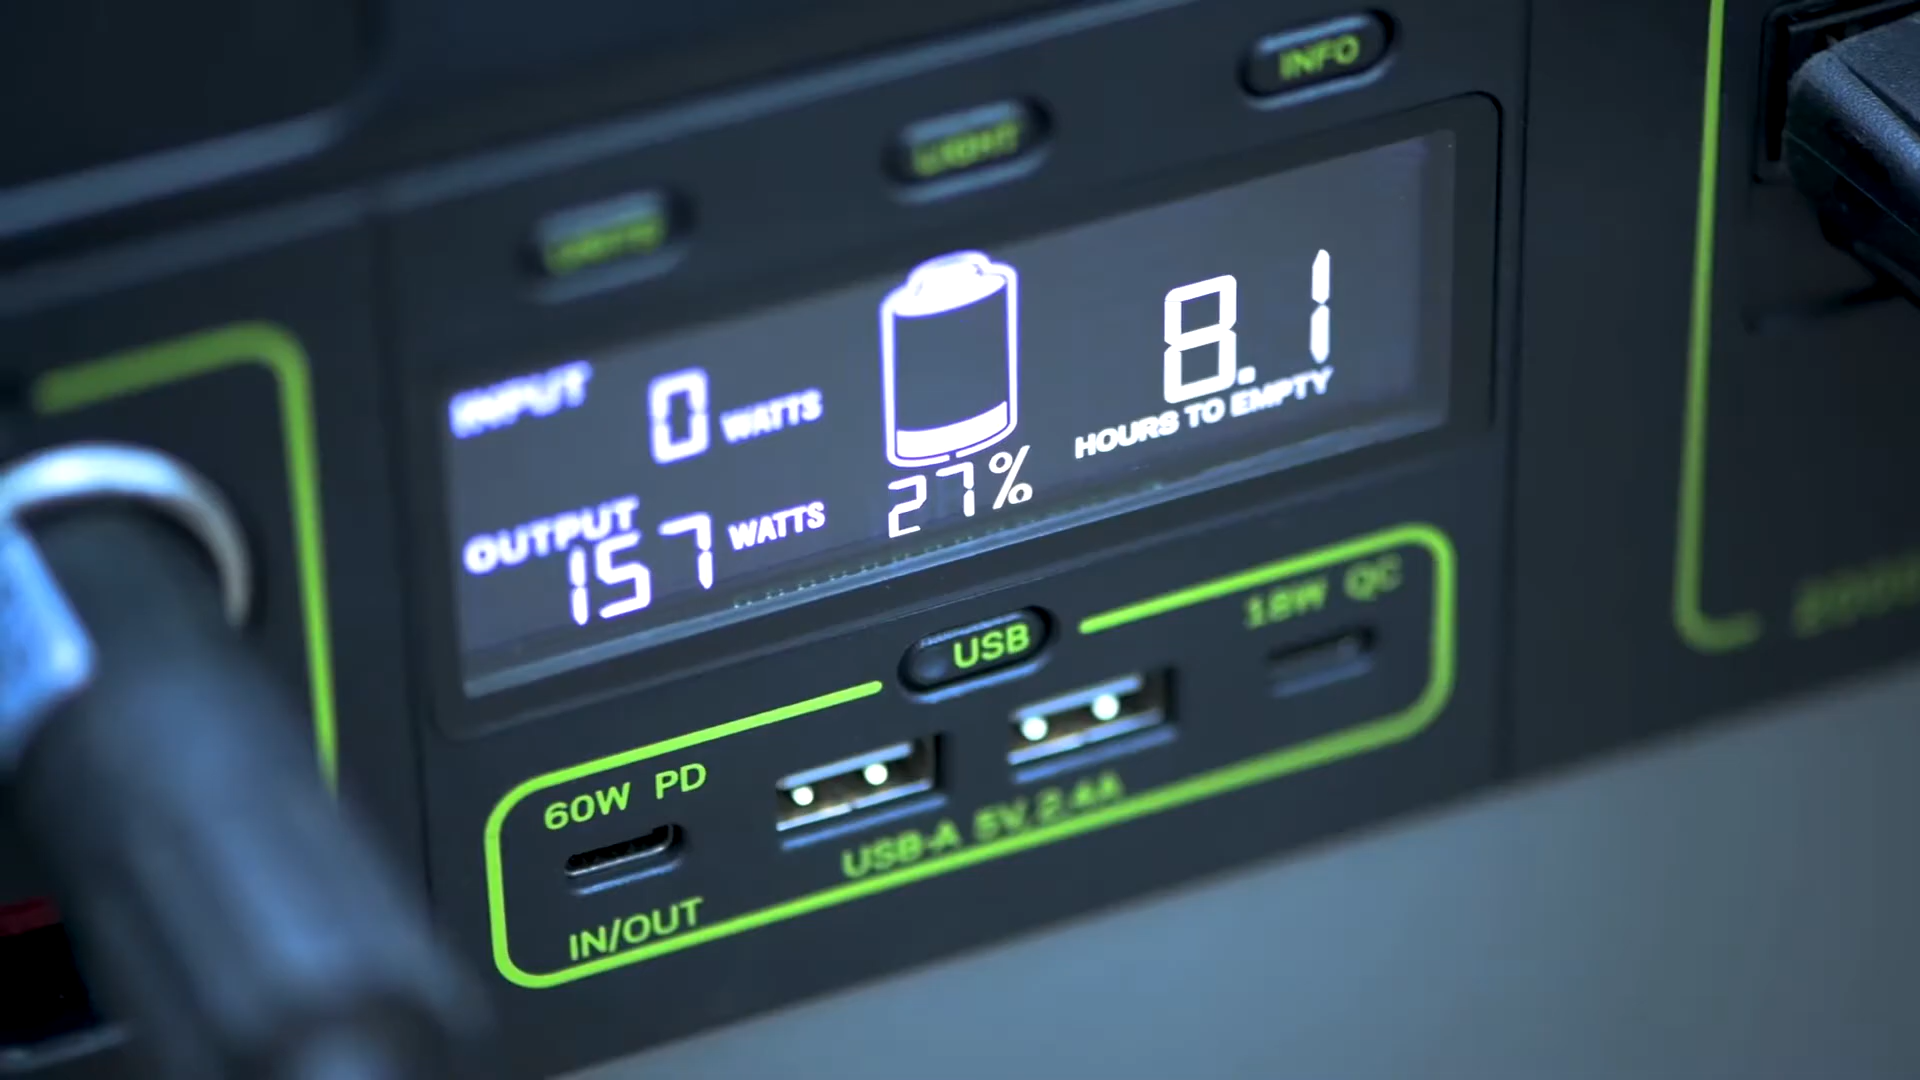 INFO
LIGHT
INPUT 0 WATTS
8.1
HOURS TO EMPTY
27%
OUTPUT
157 WATTS
USB
18W QC
60W PD
USB-A 5V 2.4A
IN/OUT